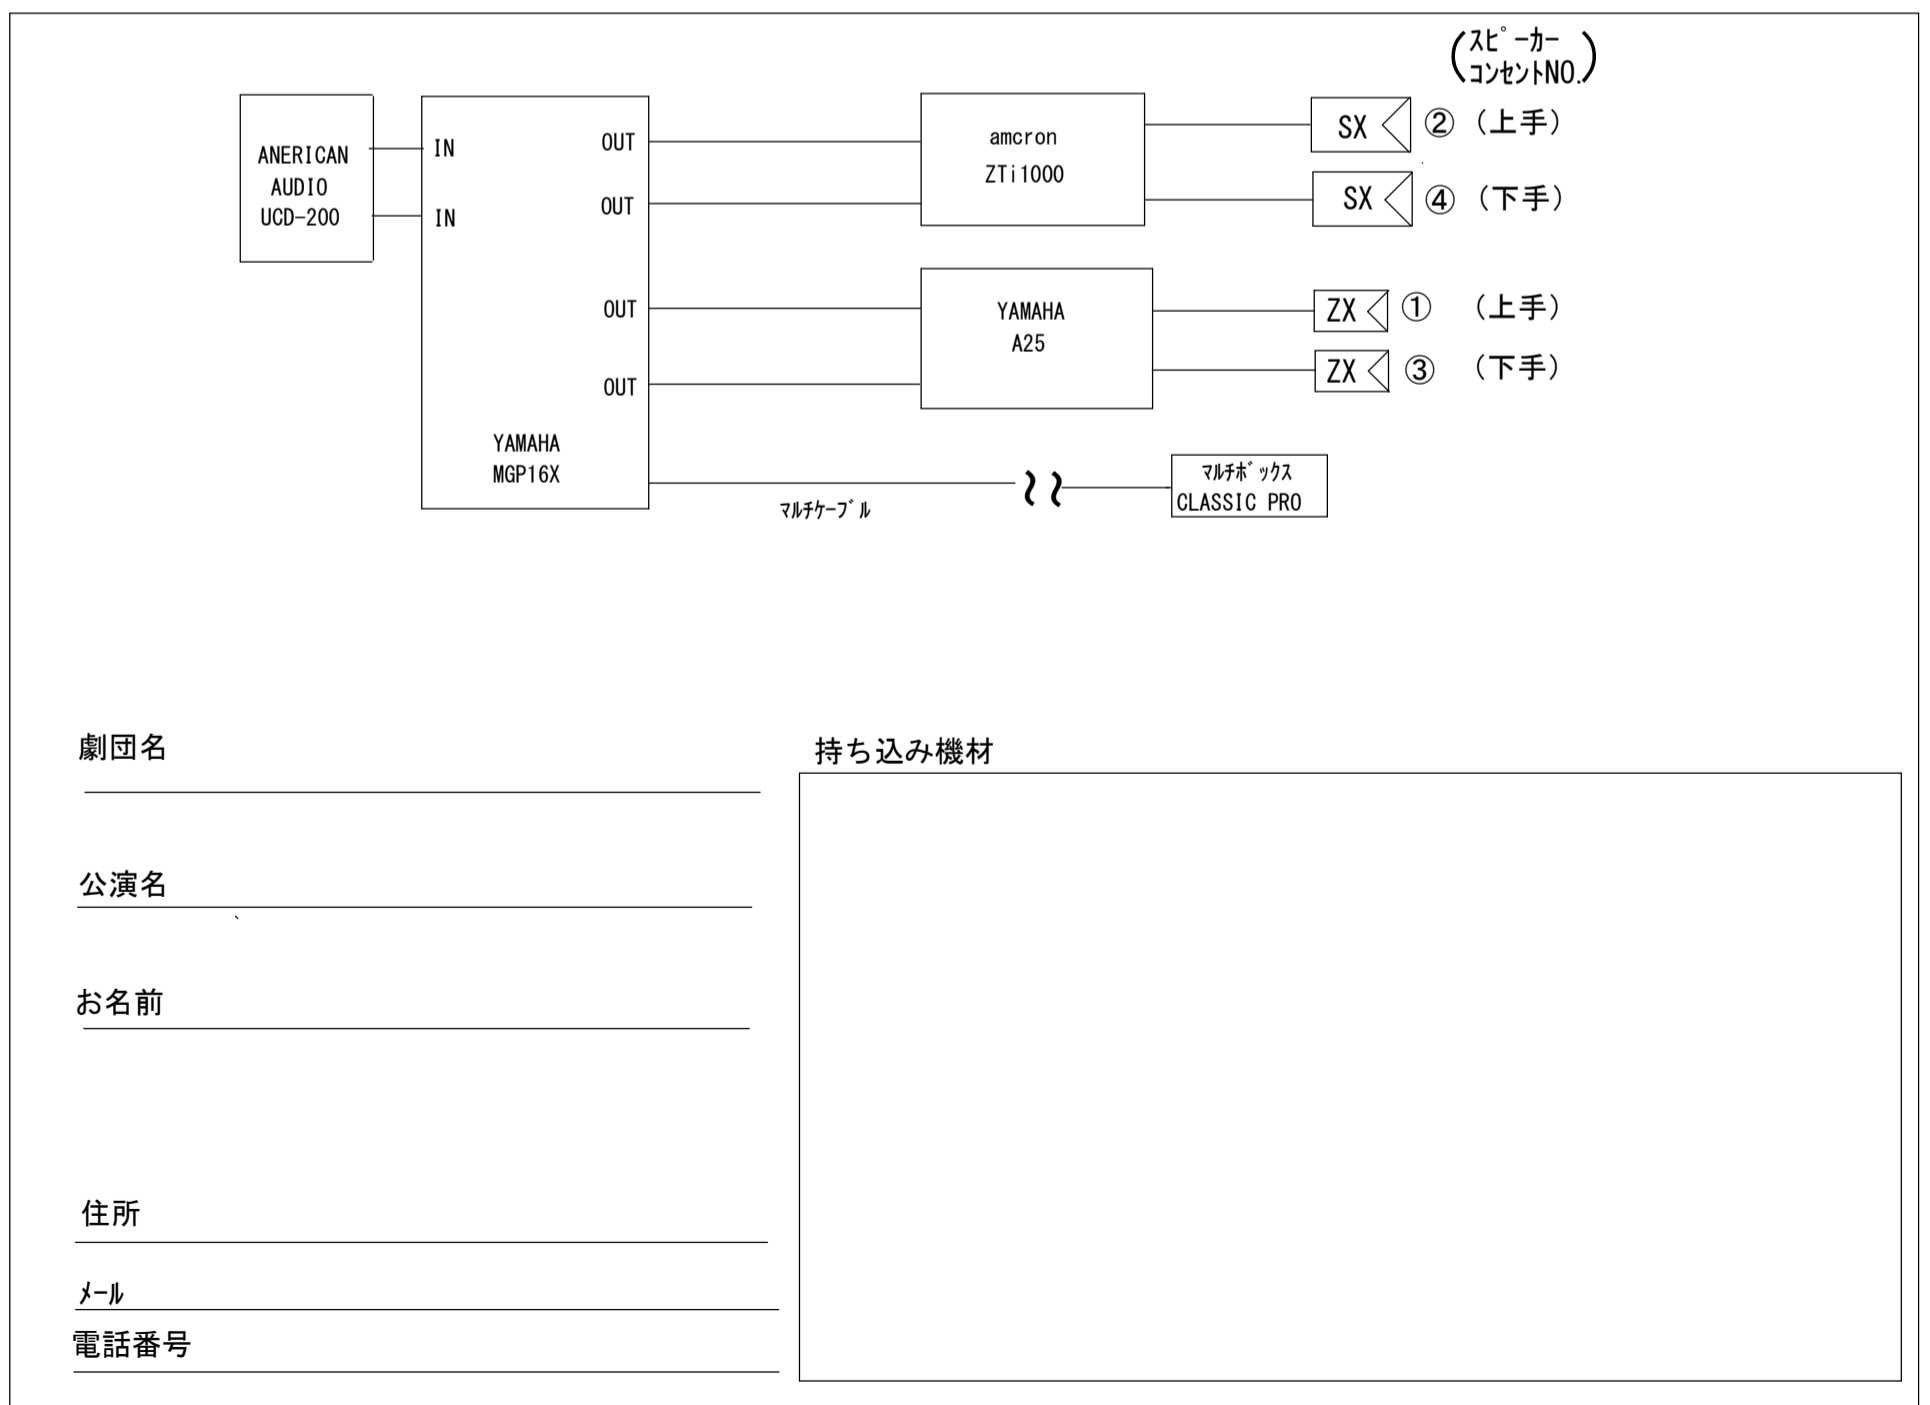 スピーカー
コンセントNO.
ANERICAN
AUDIO
UCD-200
IN
IN
OUT
OUT
OUT
OUT
YAMAHA
MGP16X
amcron
ZTi1000
SX ② (上手)
SX ④ (下手)
YAMAHA
A25
ZX ① (上手)
ZX ③ (下手)
マルチケーブル
マルチボックス
CLASSIC PRO
劇団名
持ち込み機材
公演名
お名前
住所
メール
電話番号